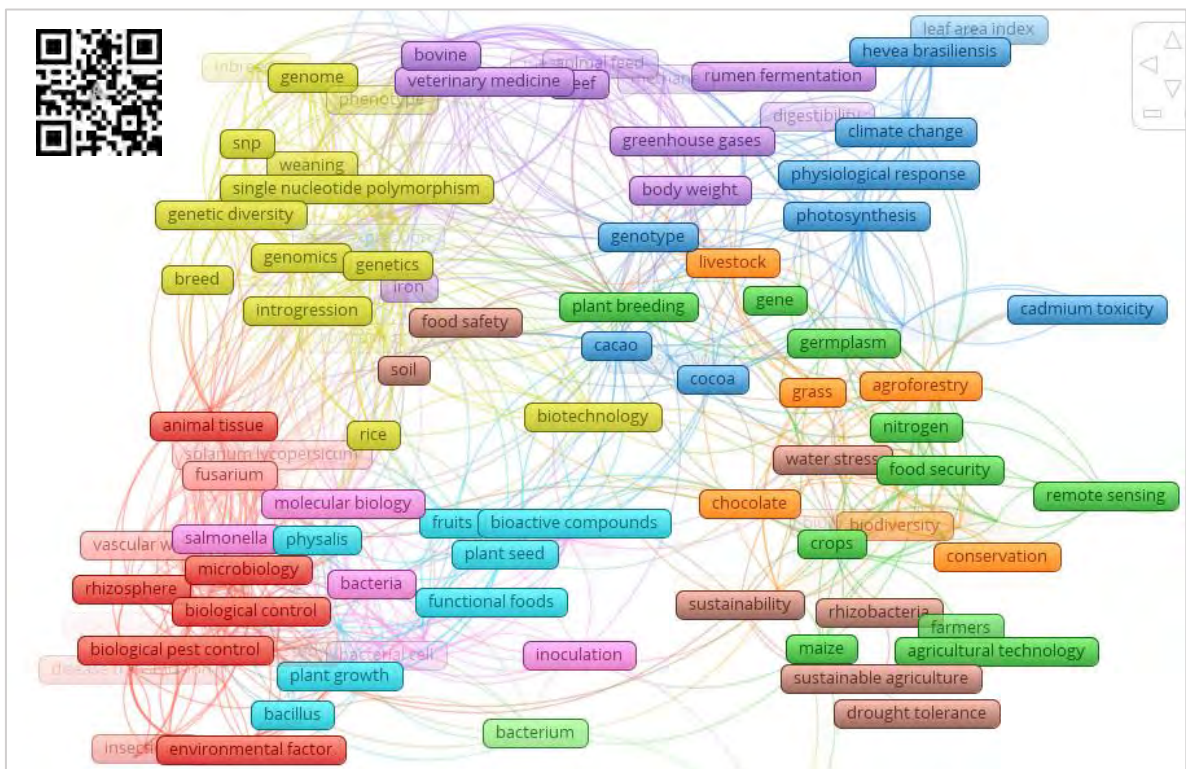 leaf area index
bovine
hevea brasiliensis
genome
veterinary medicine
rumen fermentation
phenotype
digestibility
climate change
snp
greenhouse gases
weaning
physiological response
single nucleotide polymorphism
body weight
genetic diversity
photosynthesis
genotype
genomics
genetics
livestock
breed
iron
introgression
plant breeding
gene
cadmium toxicity
food safety
cacao
germplasm
soil
cocoa
grass
agroforestry
biotechnology
animal tissue
rice
nitrogen
solanum lycopersicum
water stress
fusarium
food security
molecular biology
chocolate
remote sensing
fruits
bioactive compounds
biodiversity
salmonella
physalis
crops
plant seed
conservation
microbiology
rhizosphere
bacteria
biological control
functional foods
sustainability
rhizobacteria
farmers
biological pest control
bacterial cell
inoculation
maize
agricultural technology
plant growth
sustainable agriculture
bacillus
drought tolerance
bacterium
environmental factor